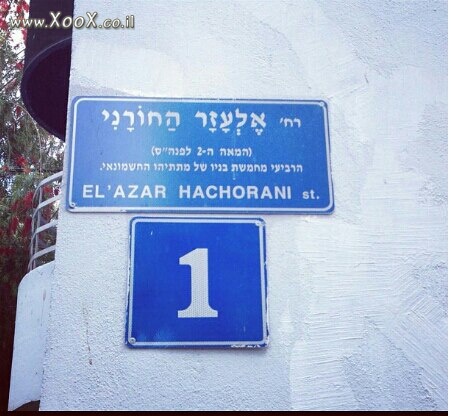 www.XooX.co.il
רח' אֶלְעָזָר הַחוֹרָנִי
(המאה ה-2 לפנה"ס)
הרביעי מחמשת בניו של מתתיהו החשמונאי.
EL'AZAR HACHORANI st.
1